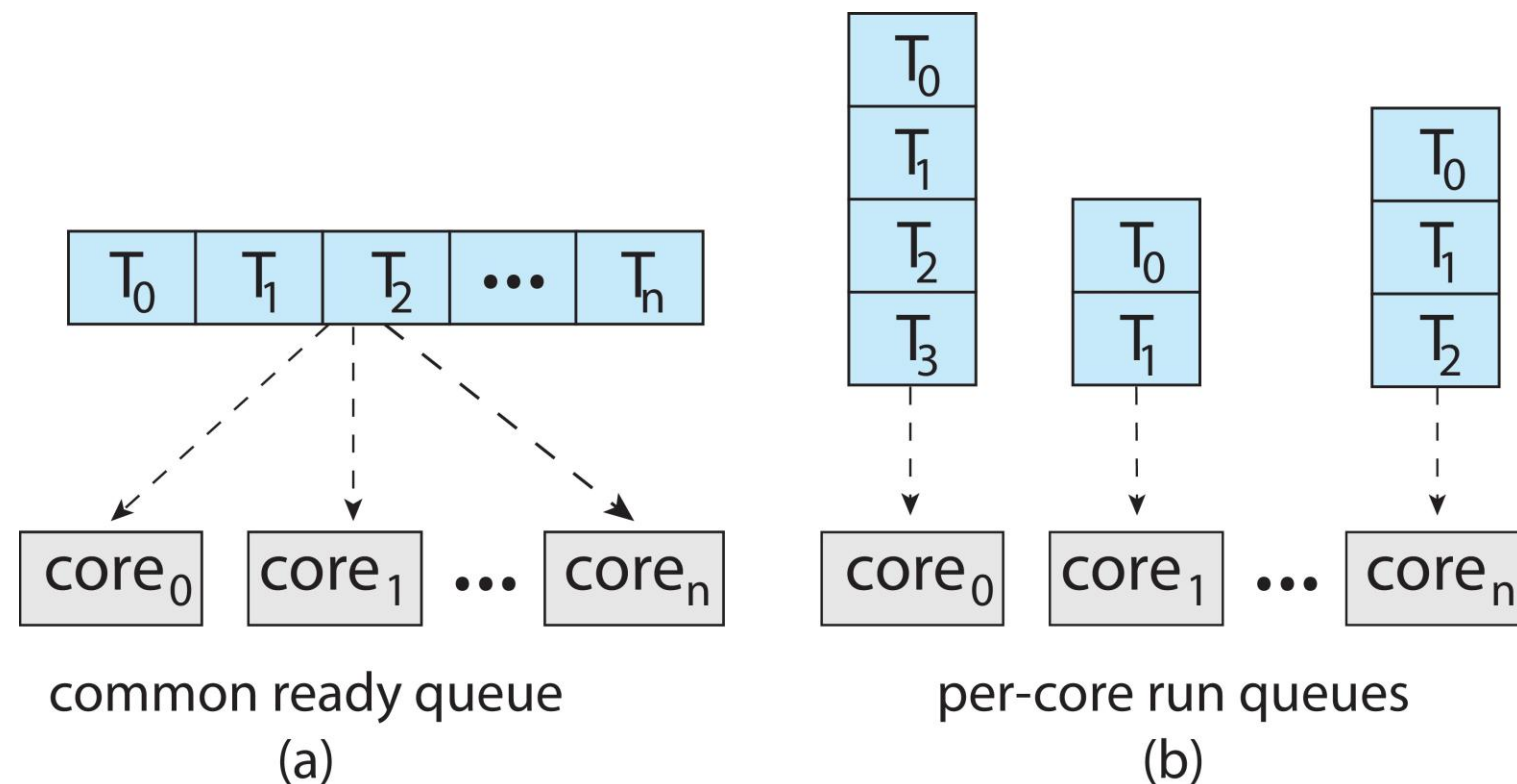 T0 T1 T2 ••• Tn
core0 core1 ••• coren
common ready queue
(a)
T0
T1
T2
T3
T0
T1
T0
T1
T2
core0 core1 ••• coren
per-core run queues
(b)